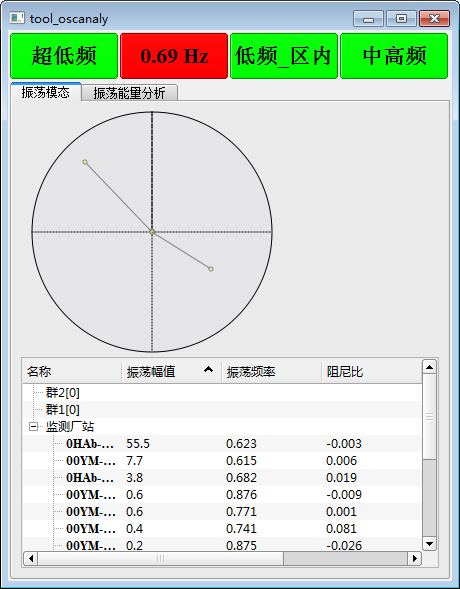 tool_oscanaly
超低频 0.69 Hz 低频_区内 中高频
振荡模态 振荡能量分析
名称 振荡幅值 振荡频率 阻尼比
群2[0]
群1[0]
监测厂站
0HAb-... 55.5 0.623 -0.003
00YM-... 7.7 0.615 0.006
0HAb-... 3.8 0.682 0.019
00YM-... 0.6 0.876 -0.009
00YM-... 0.6 0.771 0.001
00YM-... 0.4 0.741 0.081
00YM-... 0.2 0.875 -0.026